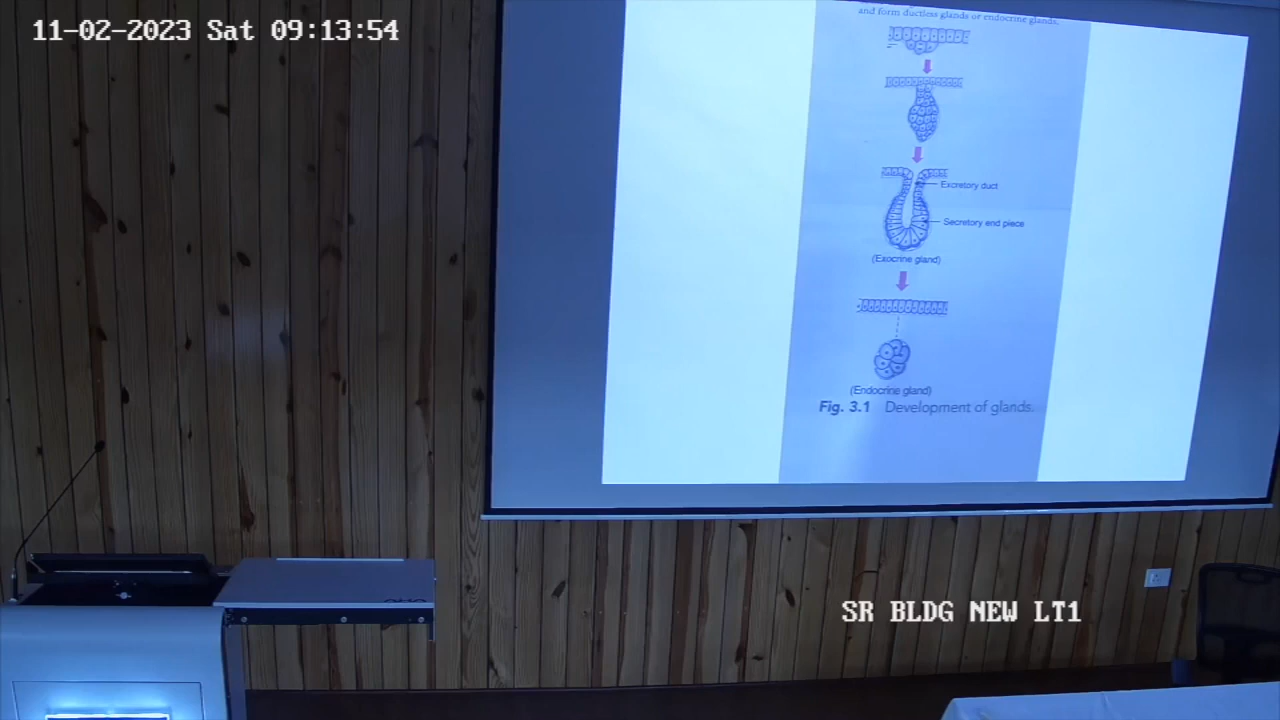 11-02-2023 Sat 09:13:54
and form ductless glands or endocrine glands.
Excretory duct
Secretory end piece
(Exocrine gland)
(Endocrine gland)
Fig. 3.1 Development of glands.
SR BLDG NEW LT1